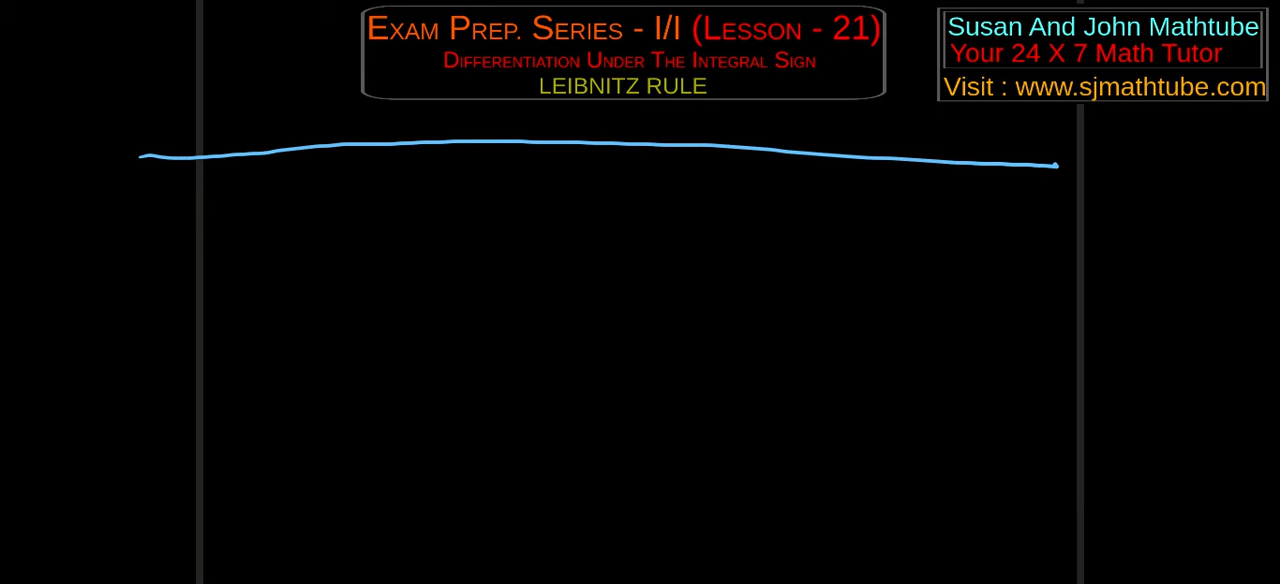 Exam Prep. Series - I/I (Lesson - 21)
Differentiation Under The Integral Sign
LEIBNITZ RULE
Susan And John Mathtube
Your 24 X 7 Math Tutor
Visit : www.sjmathtube.com